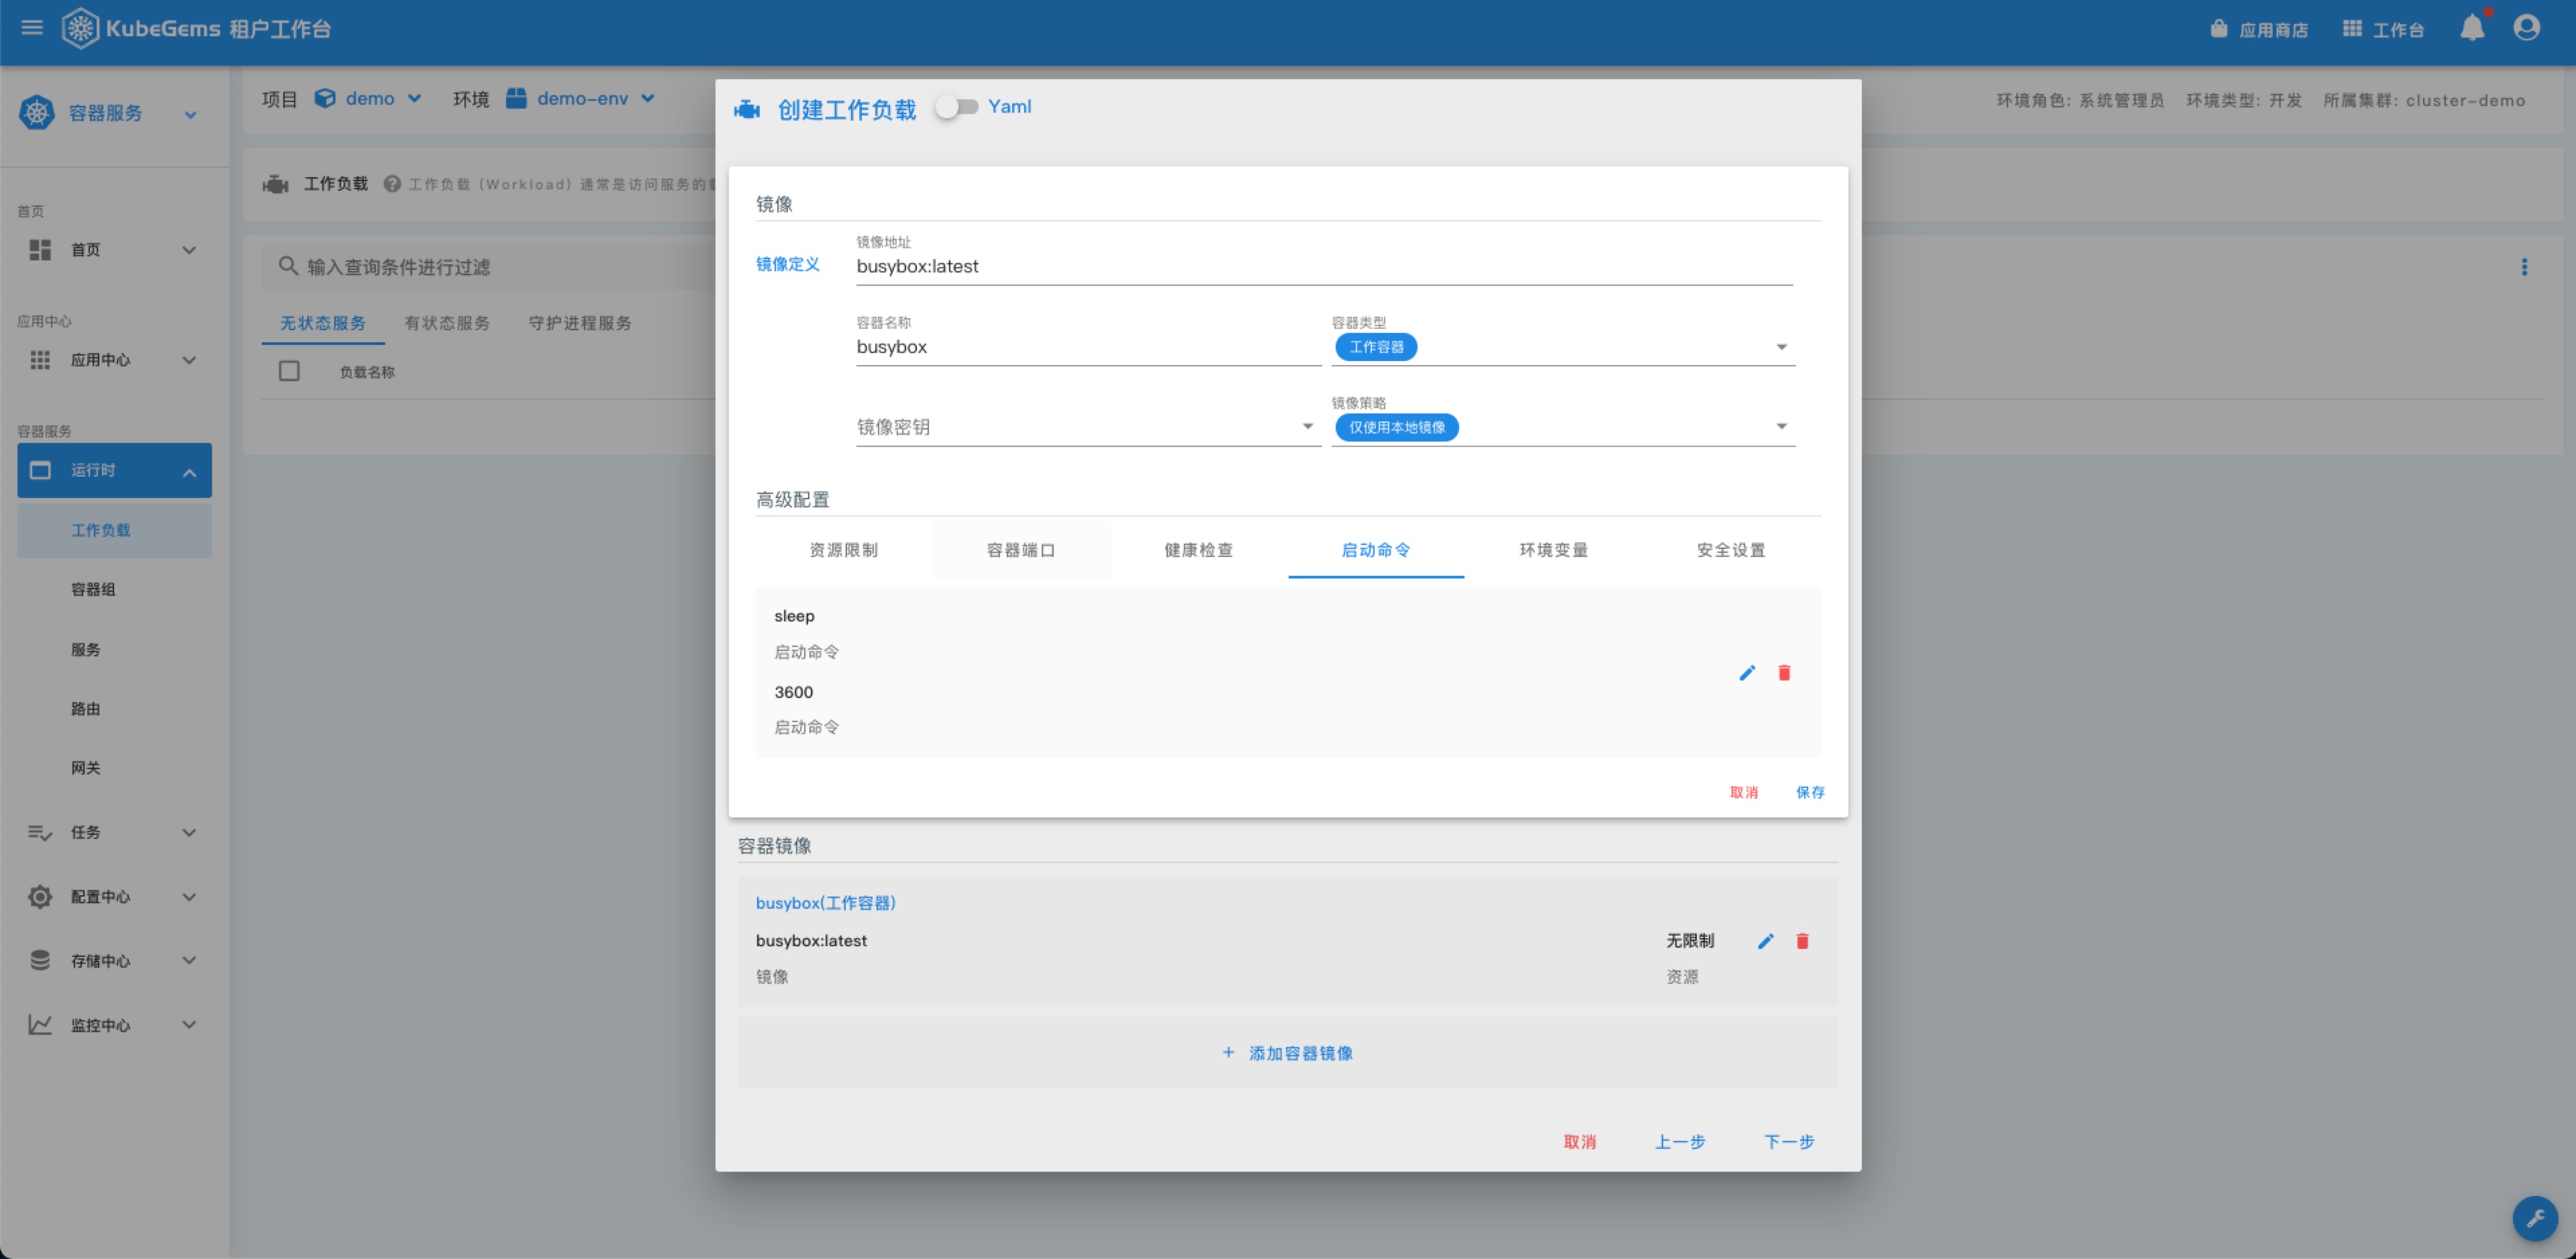 KubeGems 租户工作台
应用商店
工作台
容器服务
项目 demo 环境 demo-env
环境角色: 系统管理员 环境类型: 开发 所属集群: cluster-demo
首页
首页
应用中心
应用中心
容器服务
运行时
工作负载
容器组
服务
路由
网关
任务
配置中心
存储中心
监控中心
工作负载 工作负载 (Workload) 通常是访问服务的
输入查询条件进行过滤
无状态服务 有状态服务 守护进程服务
负载名称
创建工作负载 Yaml
镜像
镜像定义
镜像地址
busybox:latest
容器名称
busybox
容器类型
工作容器
镜像密钥
镜像策略
仅使用本地镜像
高级配置
资源限制 容器端口 健康检查 启动命令 环境变量 安全设置
sleep
启动命令
3600
启动命令
取消 保存
容器镜像
busybox(工作容器)
busybox:latest 无限制
镜像 资源
+ 添加容器镜像
取消 上一步 下一步